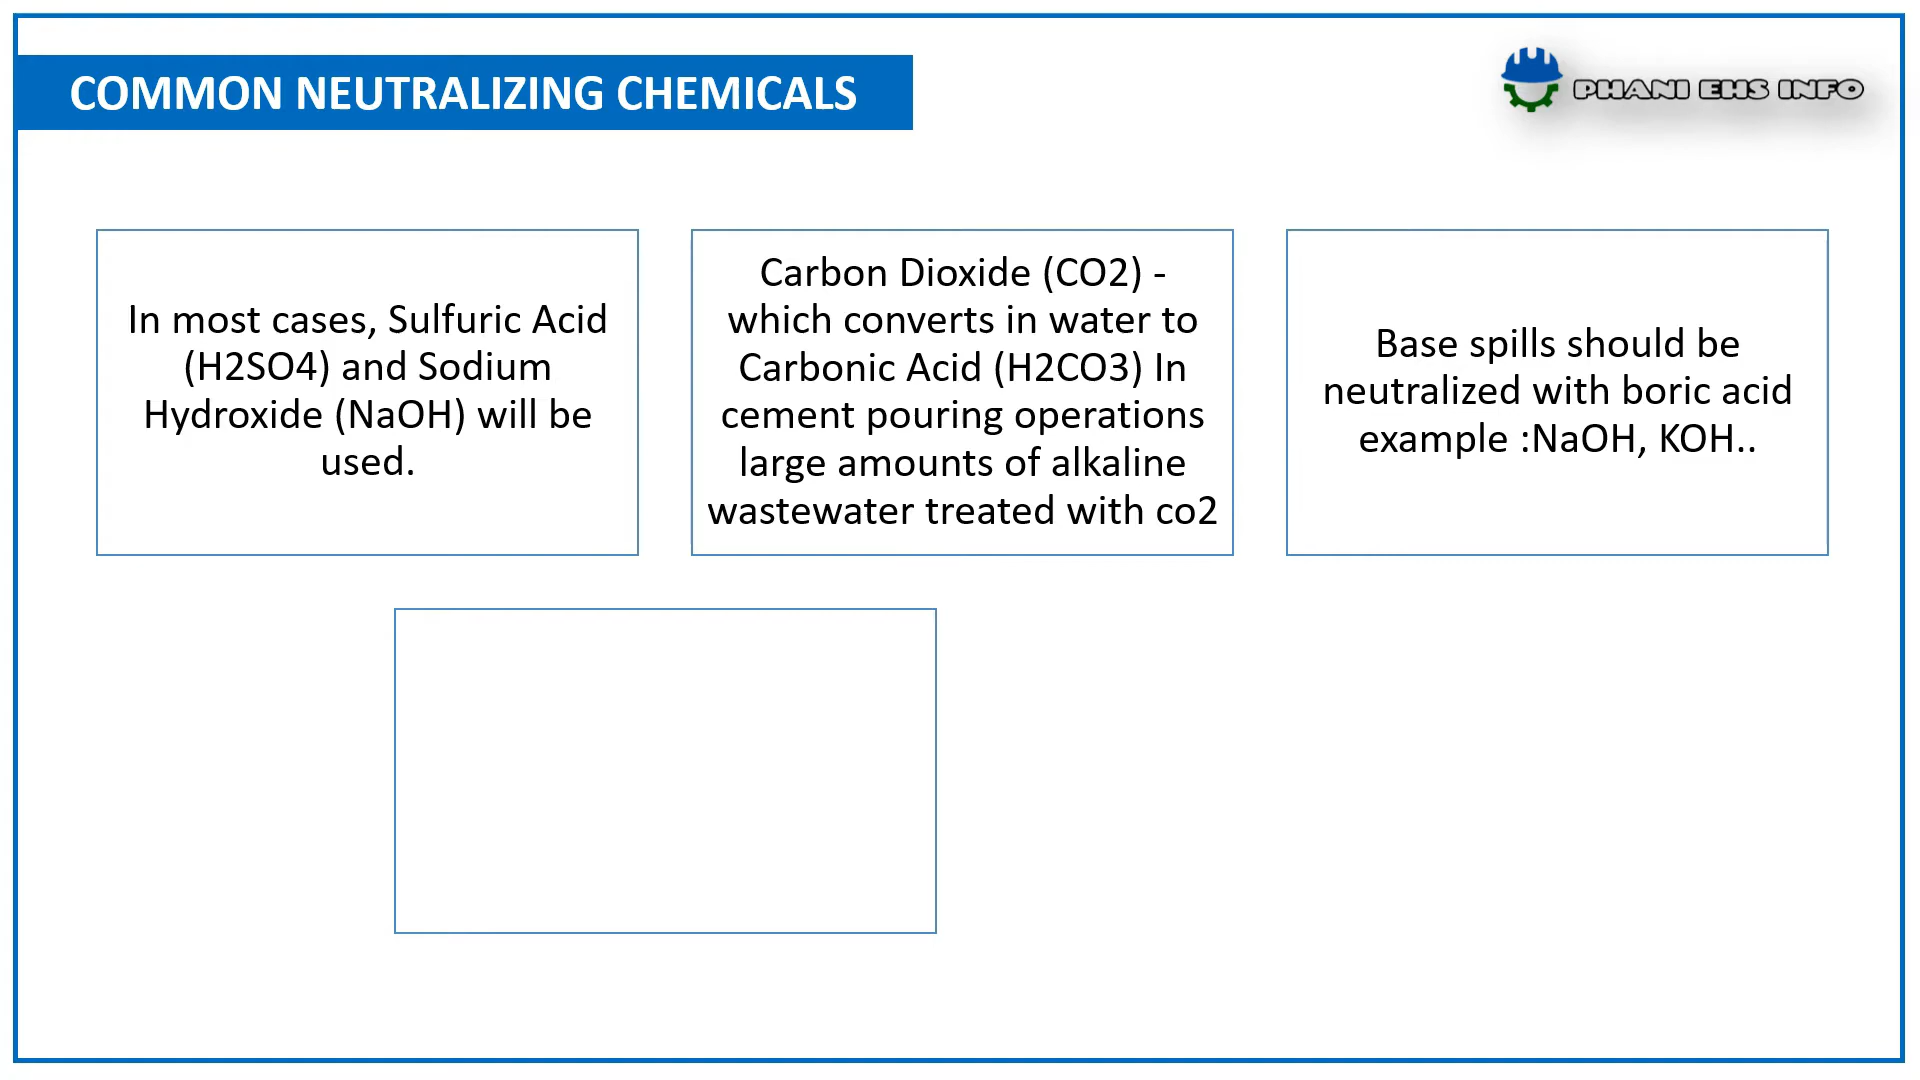 COMMON NEUTRALIZING CHEMICALS
PHANI EHS INFO
In most cases, Sulfuric Acid
(H2SO4) and Sodium
Hydroxide (NaOH) will be
used.
Carbon Dioxide (CO2) -
which converts in water to
Carbonic Acid (H2CO3) In
cement pouring operations
large amounts of alkaline
wastewater treated with co2
Base spills should be
neutralized with boric acid
example :NaOH, KOH..